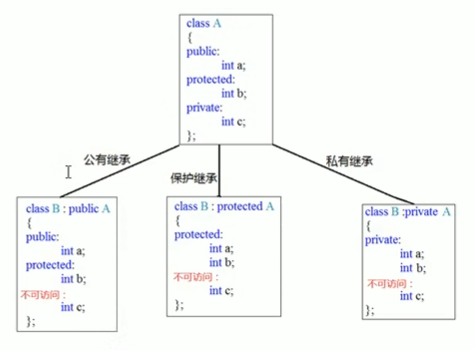 class A
{
public:
int a;
protected:
int b;
private:
int c;
};
公有继承
保护继承
私有继承
class B : public A
{
public:
int a;
protected:
int b;
不可访问：
int c;
};
class B : protected A
{
protected:
int a;
int b;
不可访问：
int c;
};
class B :private A
{
private:
int a;
int b;
不可访问：
int c;
};